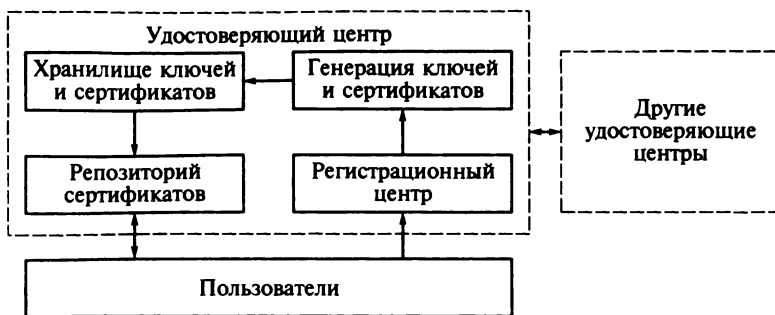 Удостоверяющий центр
Хранилище ключей
и сертификатов
Генерация ключей
и сертификатов
Репозиторий
сертификатов
Регистрационный
центр
Другие
удостоверяющие
центры
Пользователи